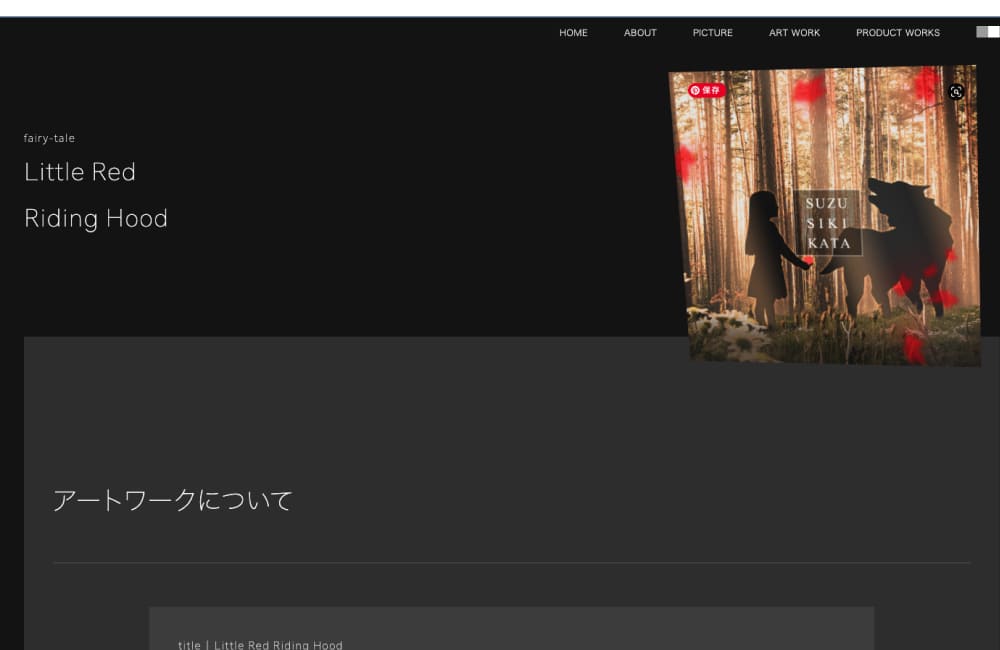 HOME ABOUT PICTURE ART WORK PRODUCT WORKS
保存
fairy-tale
Little Red
Riding Hood
SUZU
SIKI
KATA
アートワークについて
title | Little Red Riding Hood